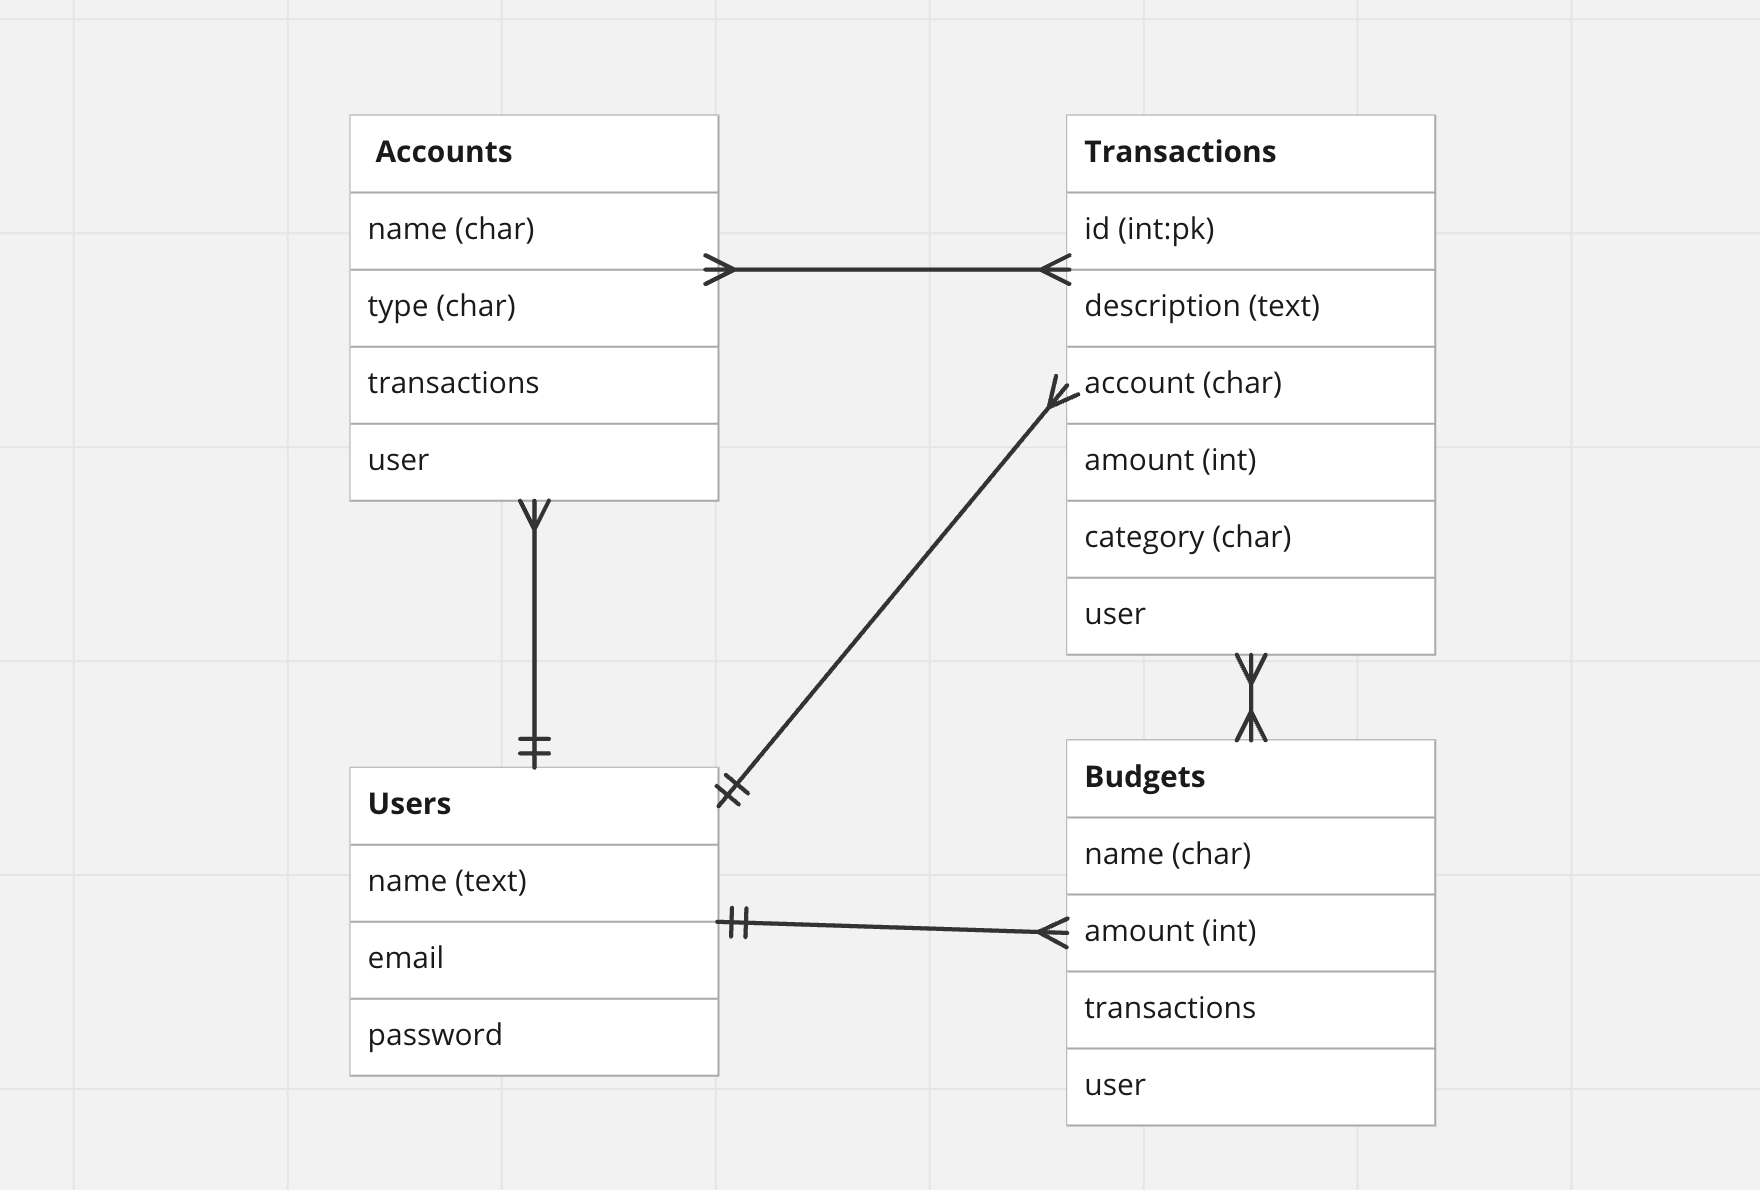 Accounts
name (char)
type (char)
transactions
user
Transactions
id (int:pk)
description (text)
account (char)
amount (int)
category (char)
user
Users
name (text)
email
password
Budgets
name (char)
amount (int)
transactions
user